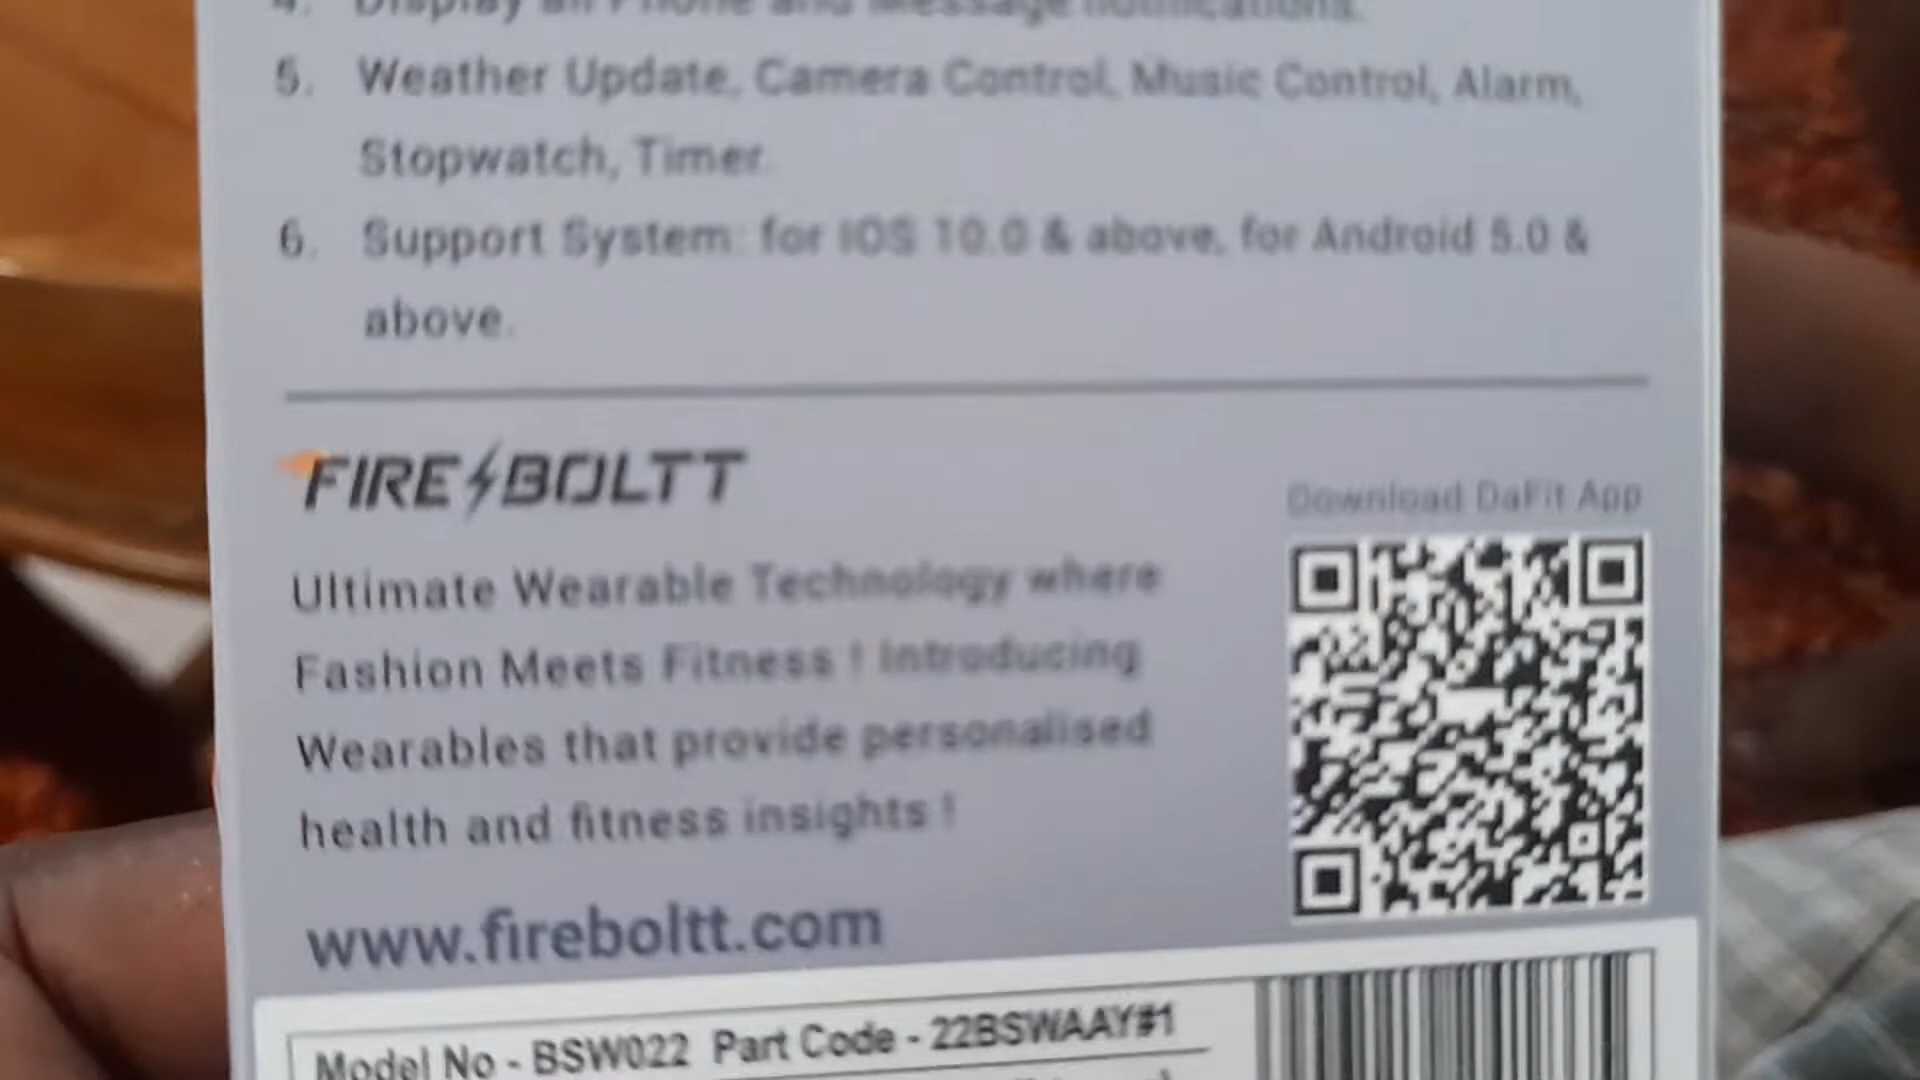 4. Display all Phone and Message notifications.
5. Weather Update, Camera Control, Music Control, Alarm,
Stopwatch, Timer.
6. Support System: for IOS 10.0 & above, for Android 5.0 &
above.
FIRE BOLTT
Download DaFit App
Ultimate Wearable Technology where
Fashion Meets Fitness ! Introducing
Wearables that provide personalised
health and fitness insights !
www.fireboltt.com
Model No - BSW022 Part Code - 22BSWAAY#1